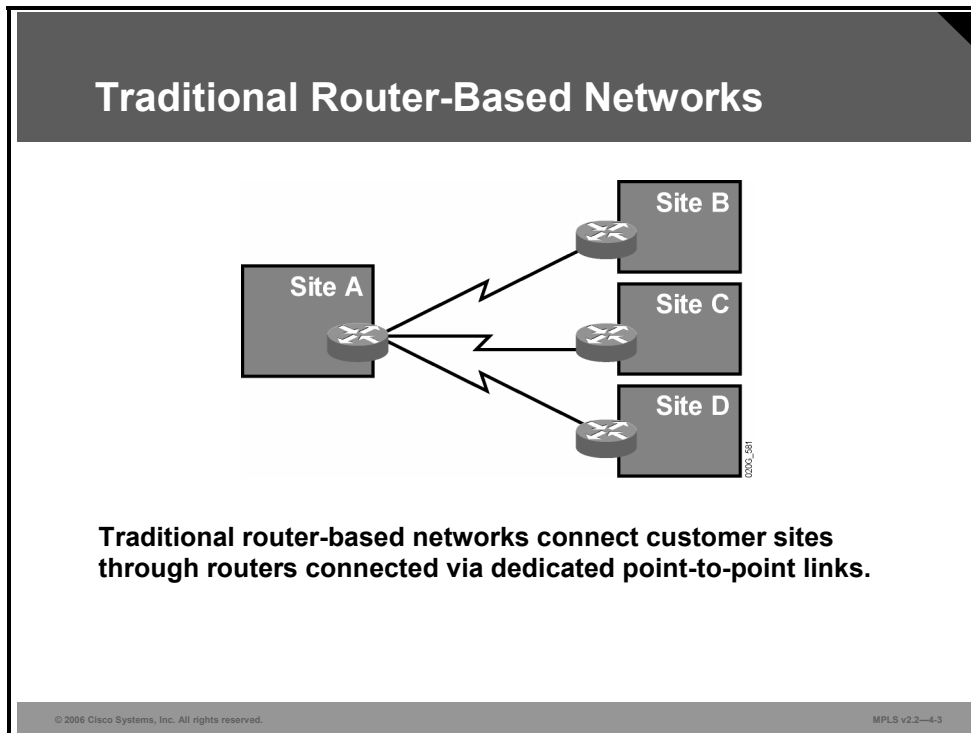 Traditional Router-Based Networks
Site A
Site B
Site C
Site D
020G_581
Traditional router-based networks connect customer sites
through routers connected via dedicated point-to-point links.
© 2006 Cisco Systems, Inc. All rights reserved.
MPLS v2.2—4-3